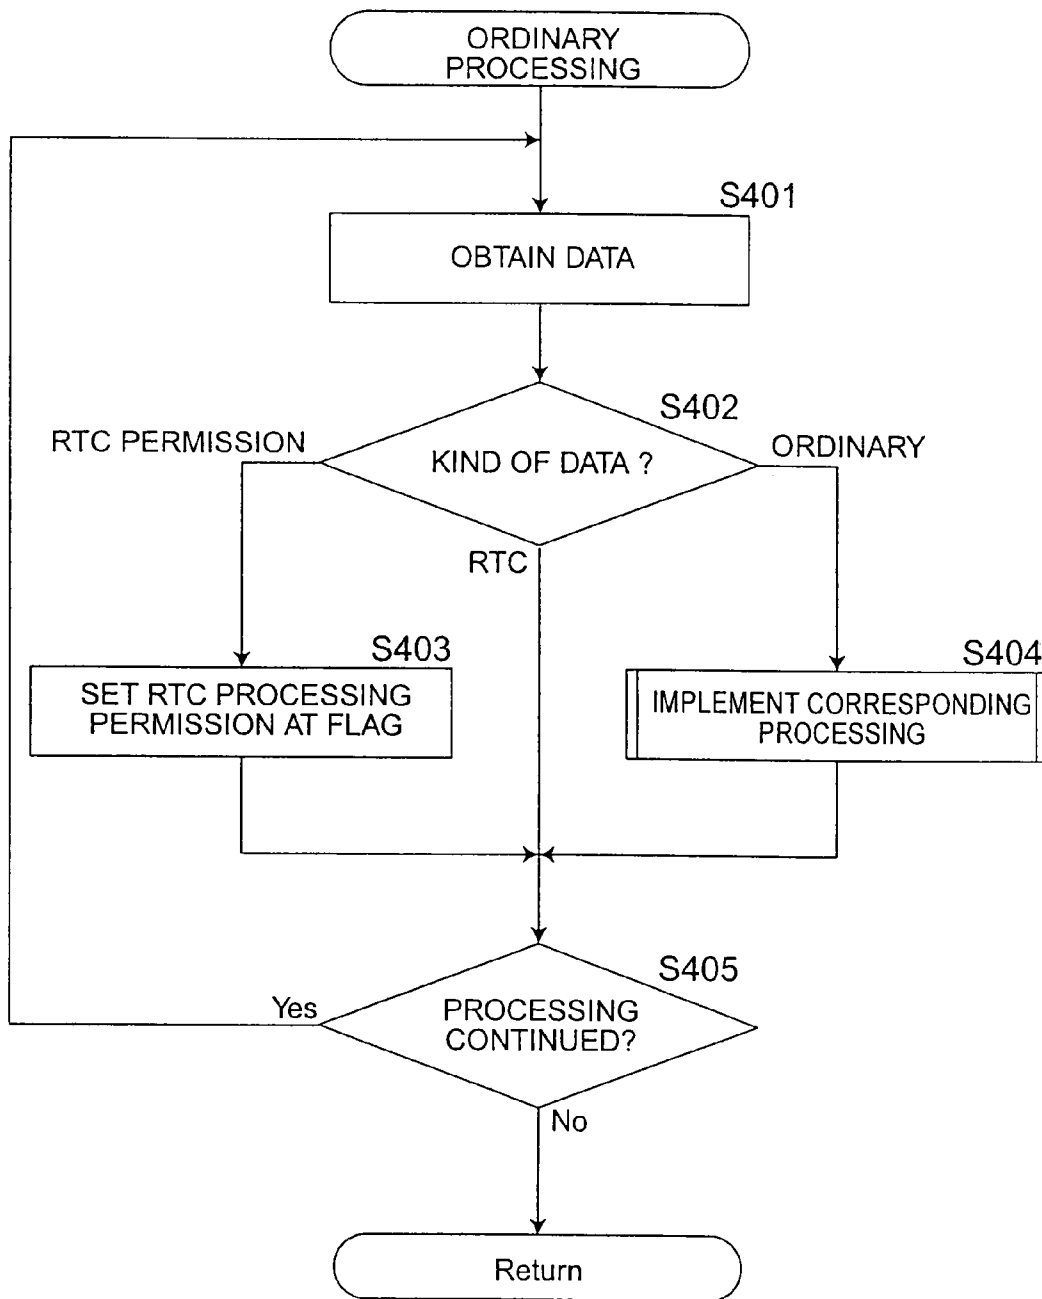 ORDINARY
PROCESSING
S401
OBTAIN DATA
S402
RTC PERMISSION
KIND OF DATA ?
ORDINARY
RTC
S403
SET RTC PROCESSING
PERMISSION AT FLAG
S404
IMPLEMENT CORRESPONDING
PROCESSING
S405
Yes
PROCESSING
CONTINUED?
No
Return